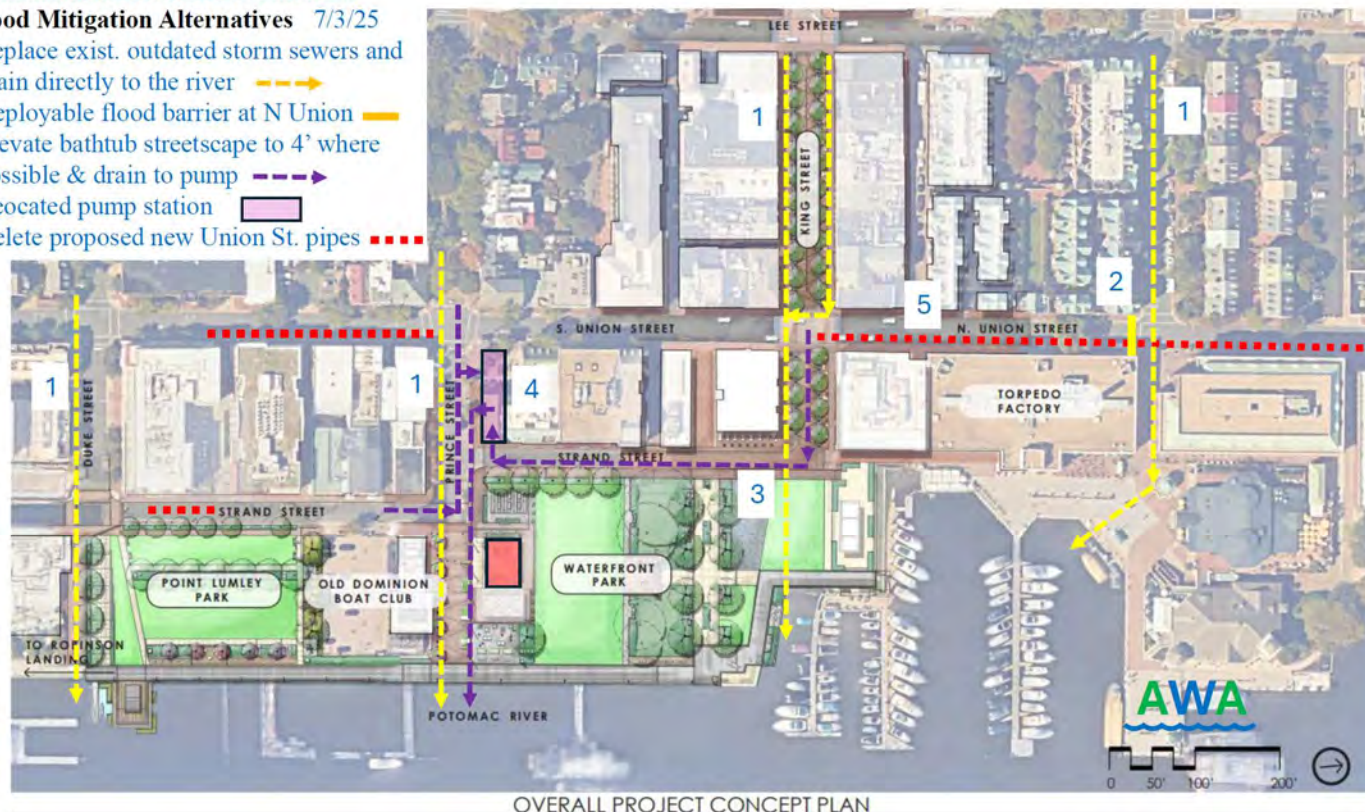 ood Mitigation Alternatives 7/3/25
eplace exist. outdated storm sewers and
ain directly to the river
eployable flood barrier at N Union
evate bathtub streetscape to 4' where
ossible & drain to pump
eocated pump station
elete proposed new Union St. pipes
LEE STREET
1
1
KING STREET
2
5
S. UNION STREET
N. UNION STREET
1
1
4
DUKE STREET
PRINCE STREET
TORPEDO
FACTORY
STRAND STREET
3
STRAND STREET
POINT LUMLEY
PARK
OLD DOMINION
BOAT CLUB
WATERFRONT
PARK
TO ROBINSON
LANDING
POTOMAC RIVER
AWA
0 50' 100' 200'
OVERALL PROJECT CONCEPT PLAN